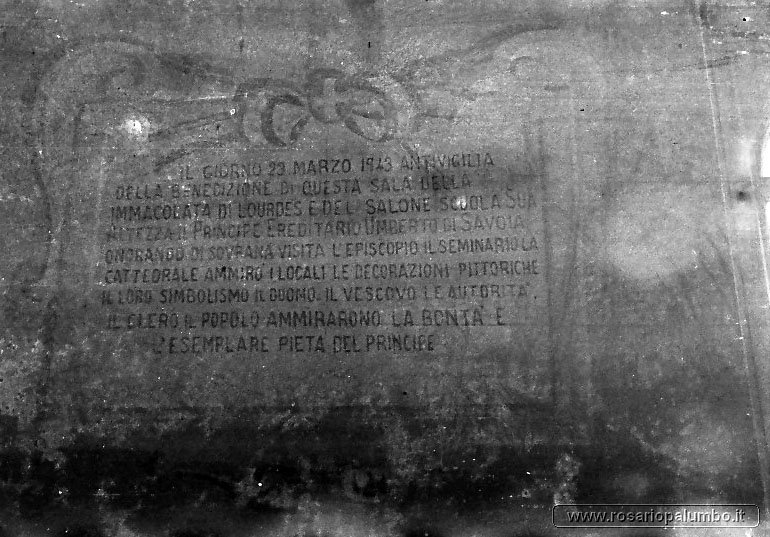 IL GIORNO 23 MARZO 1943 ANTIVIGILIA
DELLA BENEDIZIONE DI QUESTA SALA DELLA
IMMACOLATA DI LOURDES E DEL SALONE SCUOLA SUA
ALTEZZA IL PRINCIPE EREDITARIO UMBERTO DI SAVOIA
ONORANDO DI SOVRANA VISITA L'EPISCOPIO IL SEMINARIO LA
CATTEDRALE AMMIRÒ I LOCALI LE DECORAZIONI PITTORICHE
IL LORO SIMBOLISMO IL DUOMO. IL VESCOVO LE AUTORITA'.
IL CLERO IL POPOLO AMMIRARONO LA BONTA' E
L'ESEMPLARE PIETA DEL PRINCIPE
www.rosariopalumbo.it